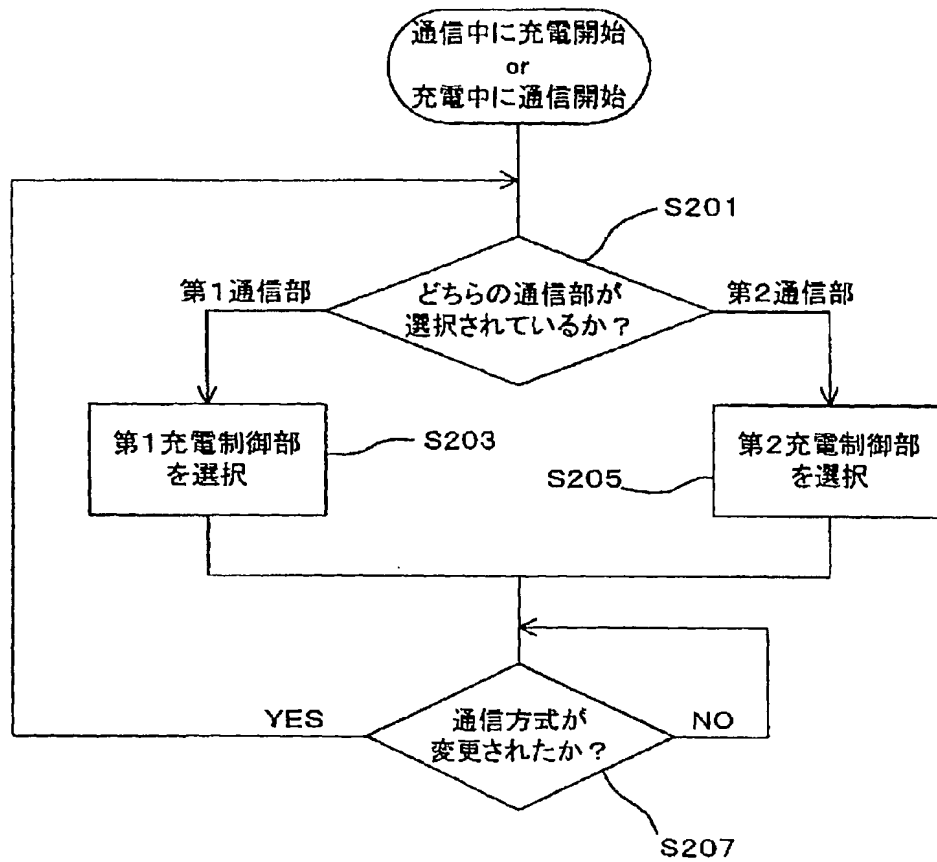 通信中に充電開始
or
充電中に通信開始
S201
第1通信部
どちらの通信部が
選択されているか？
第2通信部
第1充電制御部
を選択
S203
第2充電制御部
を選択
S205
YES
通信方式が
変更されたか？
NO
S207